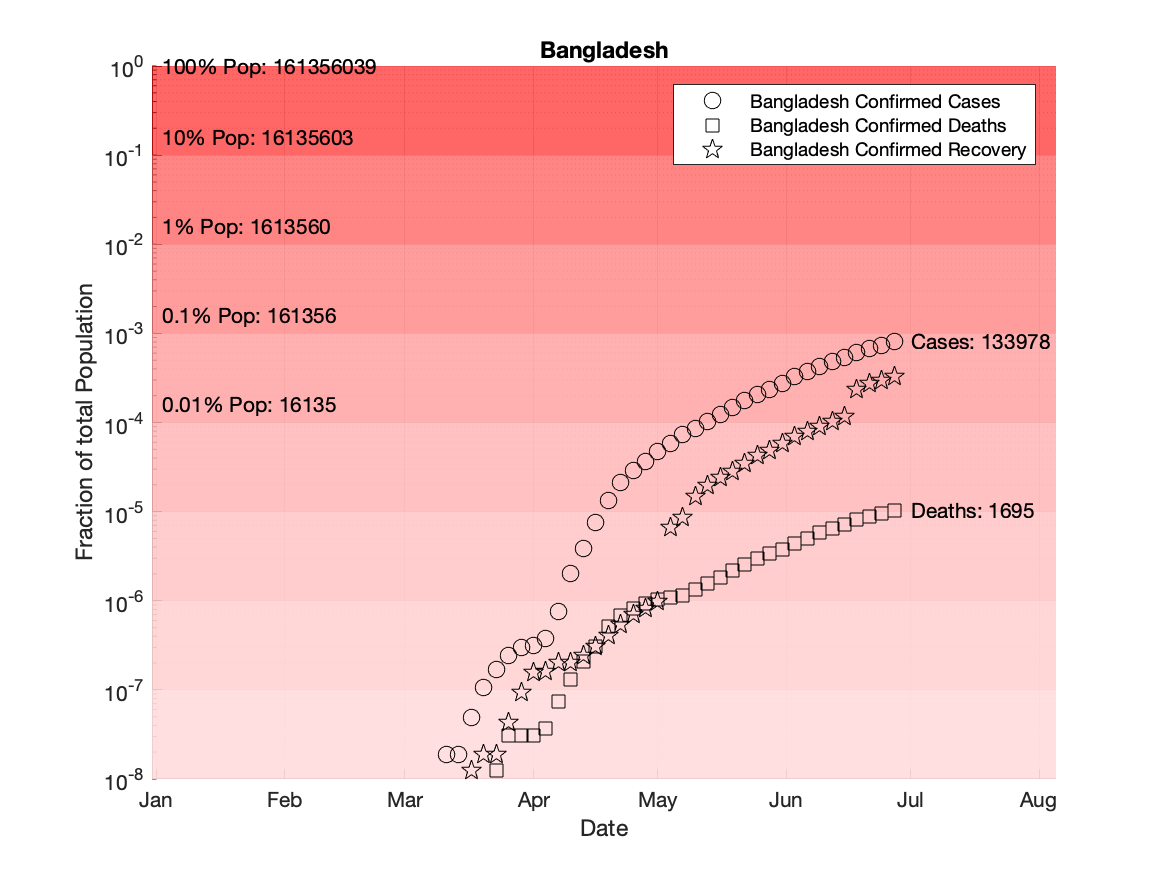 Bangladesh
10^0
100% Pop: 161356039
Bangladesh Confirmed Cases
Bangladesh Confirmed Deaths
Bangladesh Confirmed Recovery
10% Pop: 16135603
10^-1
1% Pop: 1613560
10^-2
0.1% Pop: 161356
10^-3
Cases: 133978
0.01% Pop: 16135
10^-4
10^-5
Deaths: 1695
10^-6
10^-7
10^-8
Fraction of total Population
Jan Feb Mar Apr May Jun Jul Aug
Date